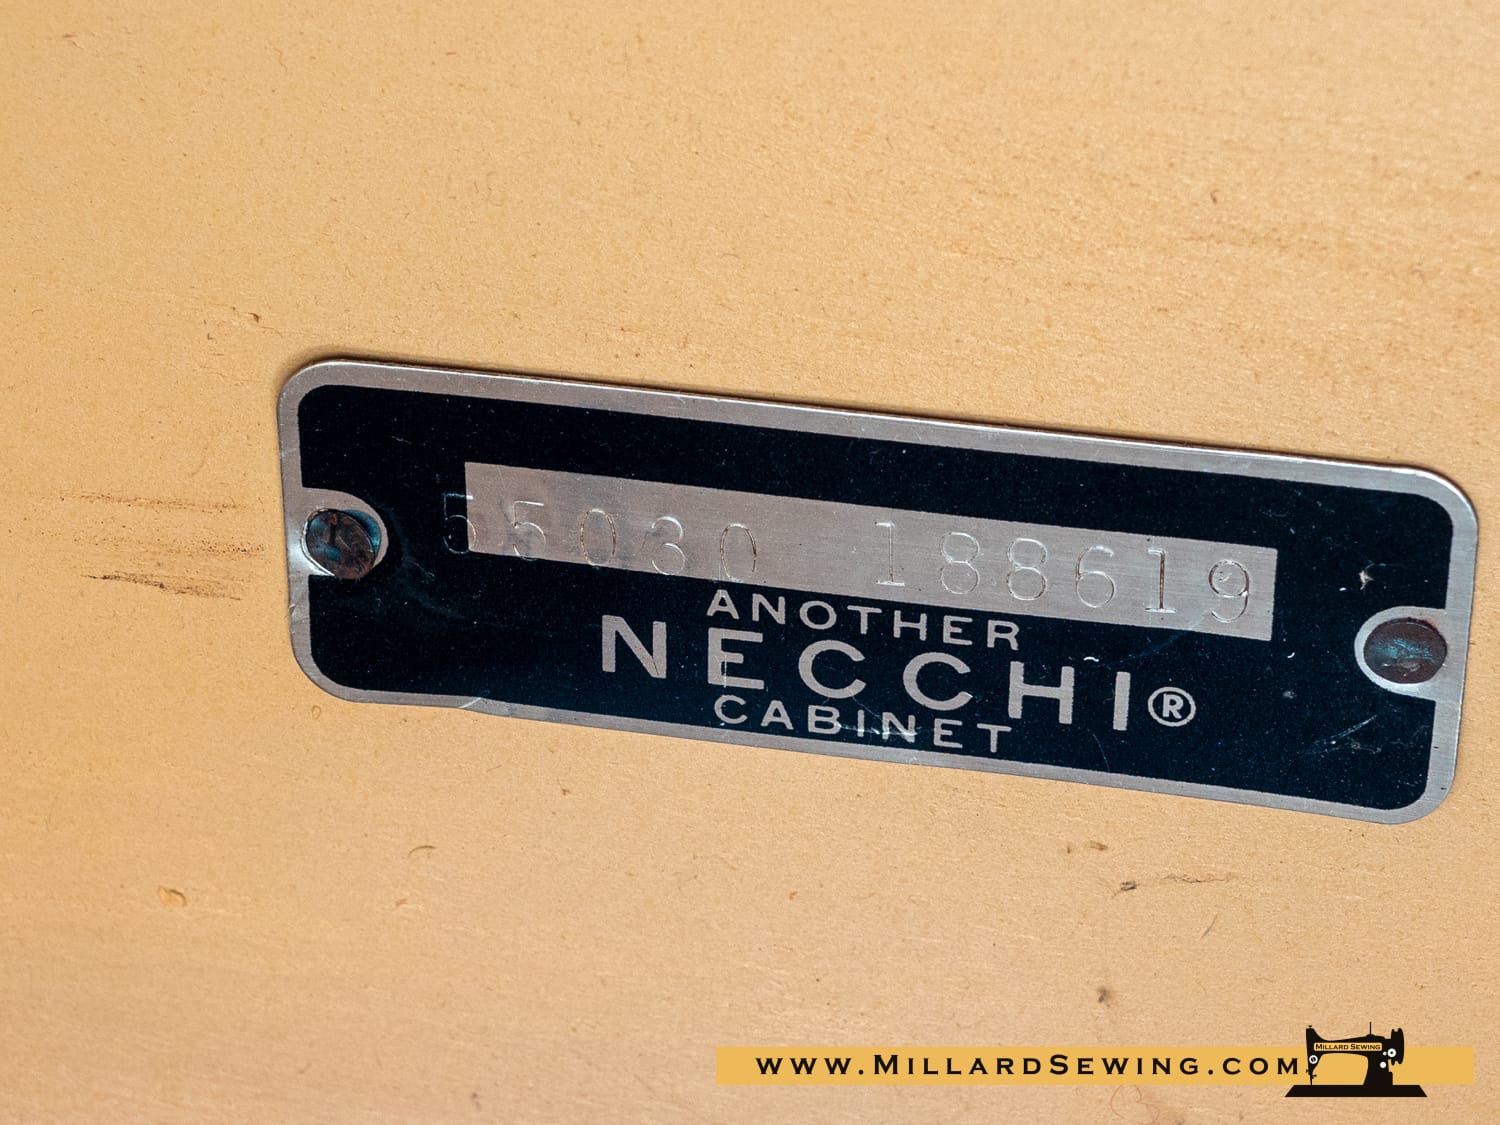 55030 188619
ANOTHER
NECCHI®
CABINET
www.MillardSewing.com
Millard Sewing